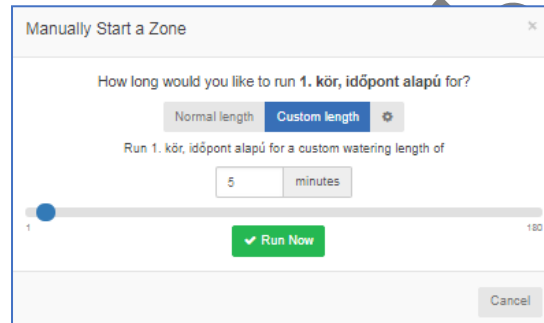 Manually Start a Zone ×
How long would you like to run 1. kör, időpont alapú for?
Normal length Custom length
Run 1. kör, időpont alapú for a custom watering length of
5 minutes
1 180
✔ Run Now
Cancel